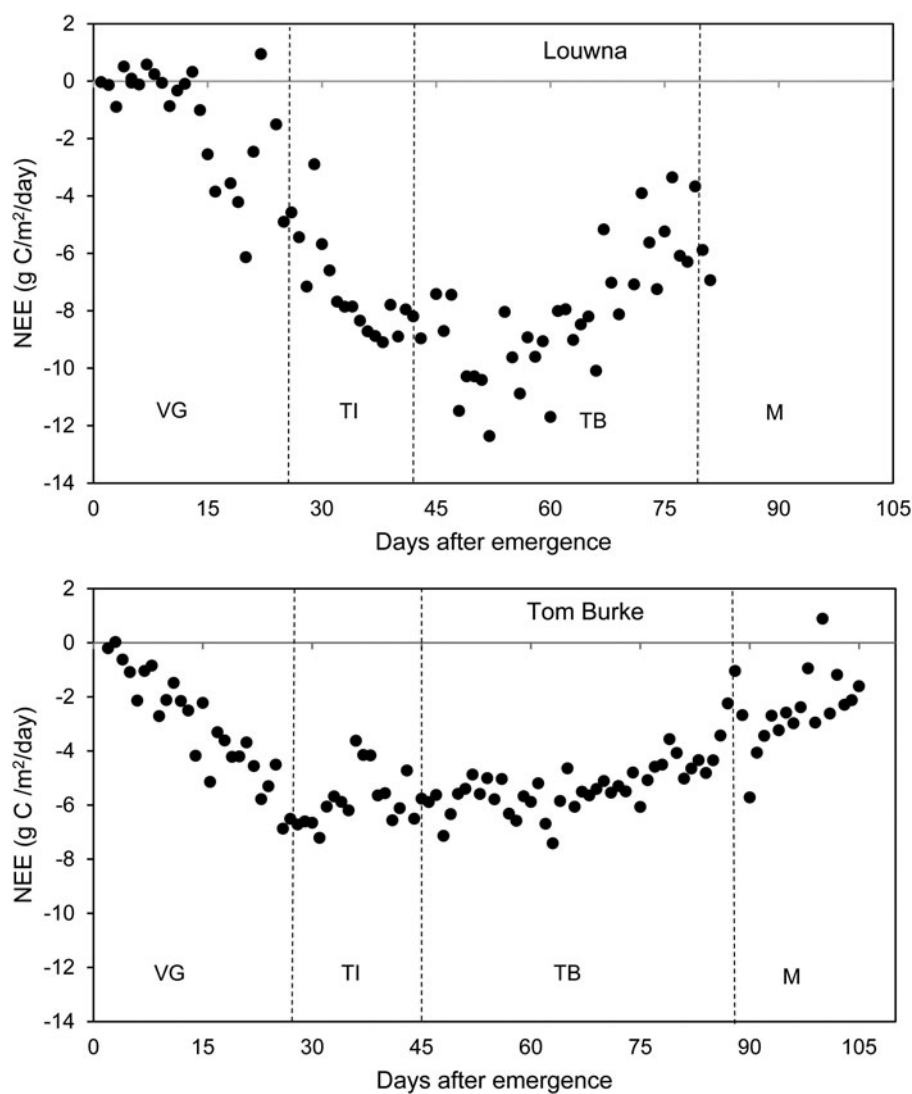 2
Louwna
0
-2
-4
-6
-8
-10
-12
-14
NEE (g C/m²/day)
VG TI TB M
0 15 30 45 60 75 90 105
Days after emergence
2
Tom Burke
0
-2
-4
-6
-8
-10
-12
-14
NEE (g C /m²/day)
VG TI TB M
0 15 30 45 60 75 90 105
Days after emergence